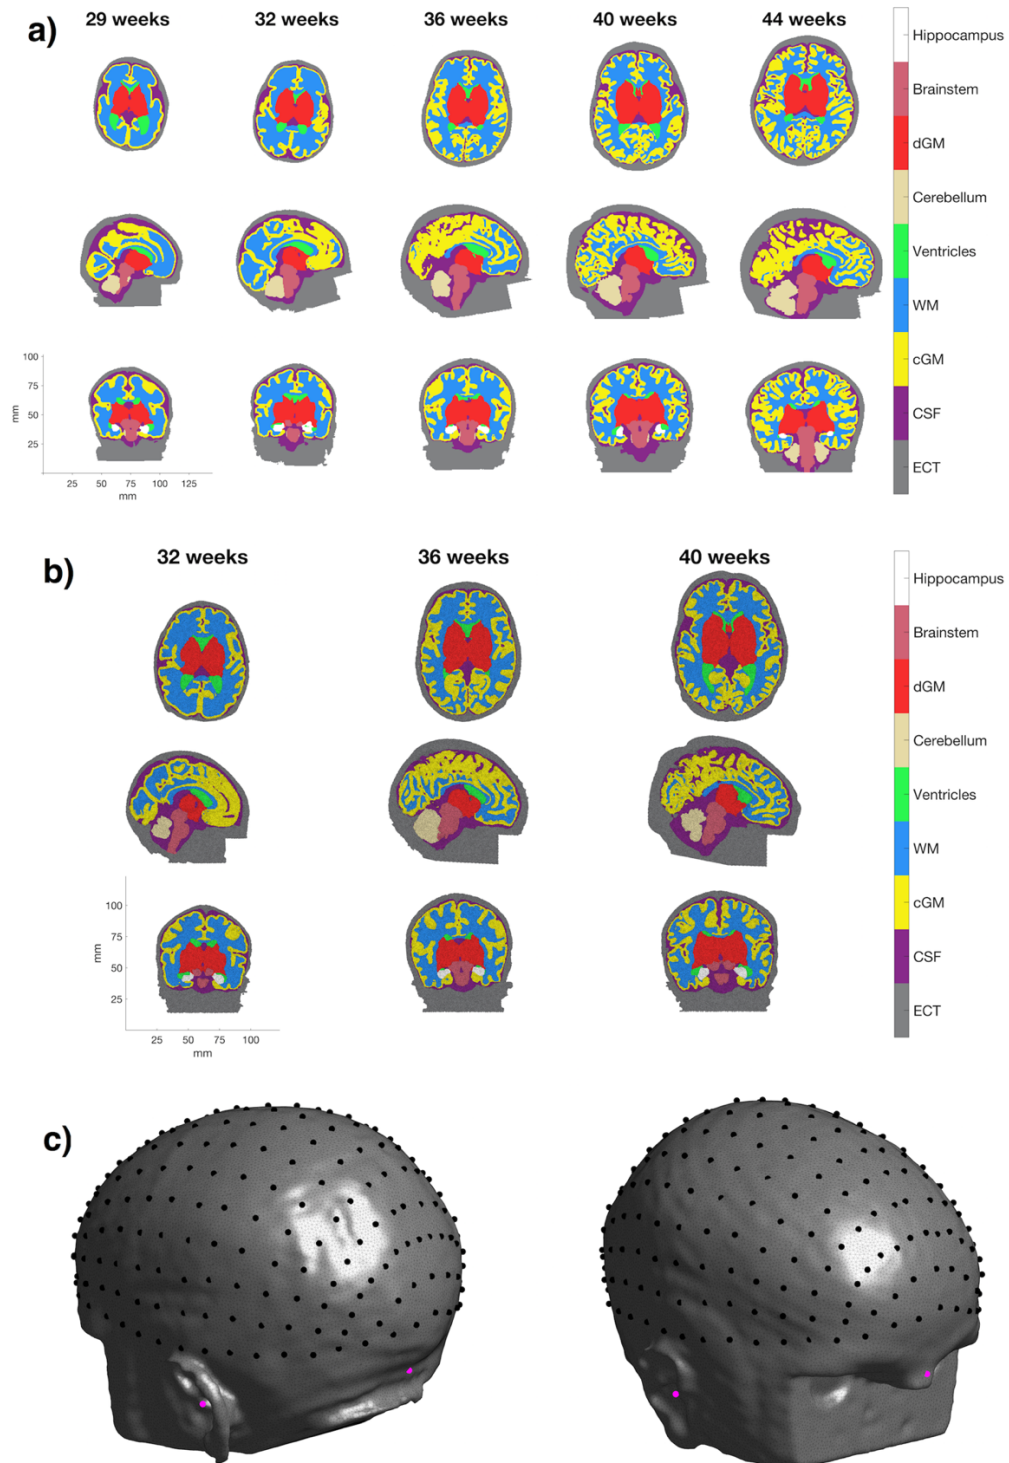 a)
29 weeks
32 weeks
36 weeks
40 weeks
44 weeks
Hippocampus
Brainstem
dGM
Cerebellum
Ventricles
WM
cGM
CSF
ECT
100
75
50
25
mm
25 50 75 100 125
mm
b)
32 weeks
36 weeks
40 weeks
Hippocampus
Brainstem
dGM
Cerebellum
Ventricles
WM
cGM
CSF
ECT
100
75
50
25
mm
25 50 75 100
mm
c)